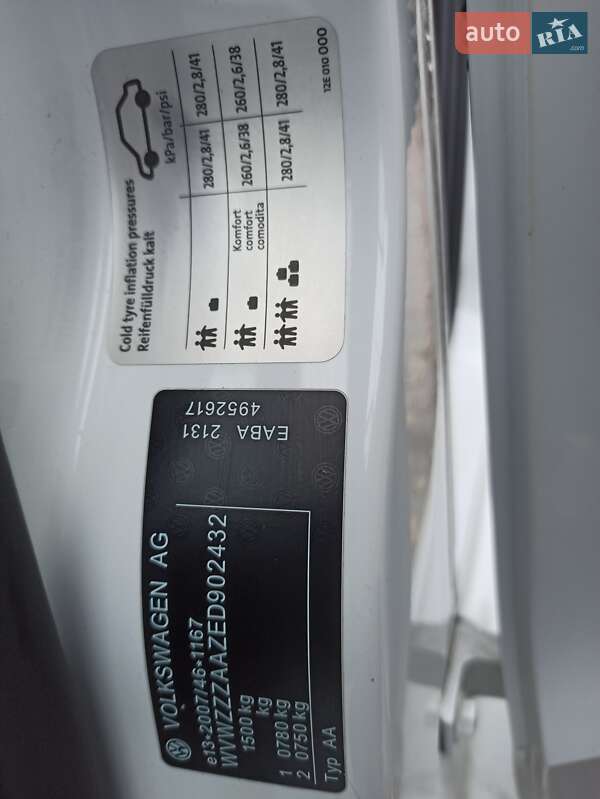 auto RIA
.com
Cold tyre inflation pressures
Reifenfülldruck kalt
kPa/bar/psi
280/2,8/41 280/2,8/41
Komfort
comfort
comodita
260/2,6/38 260/2,6/38
280/2,8/41 280/2,8/41
12E 010 000
VOLKSWAGEN AG
e13*2007/46*1167
WVWZZZAAZED902432
1500 kg
kg
1 0780 kg
2 0750 kg
Typ AA
EABA 2131
4952617